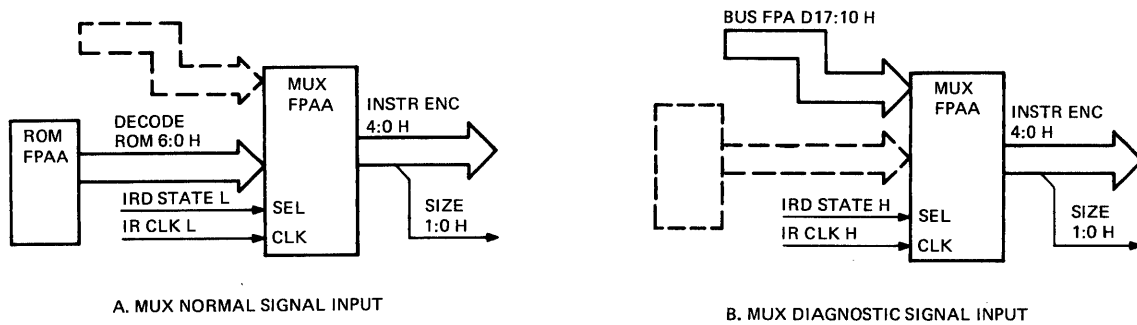 MUX
FPAA
ROM
FPAA
DECODE
ROM 6:0 H
INSTR ENC
4:0 H
IRD STATE L
SEL
IR CLK L
CLK
SIZE
1:0 H
A. MUX NORMAL SIGNAL INPUT
BUS FPA D17:10 H
MUX
FPAA
INSTR ENC
4:0 H
IRD STATE H
SEL
IR CLK H
CLK
SIZE
1:0 H
B. MUX DIAGNOSTIC SIGNAL INPUT